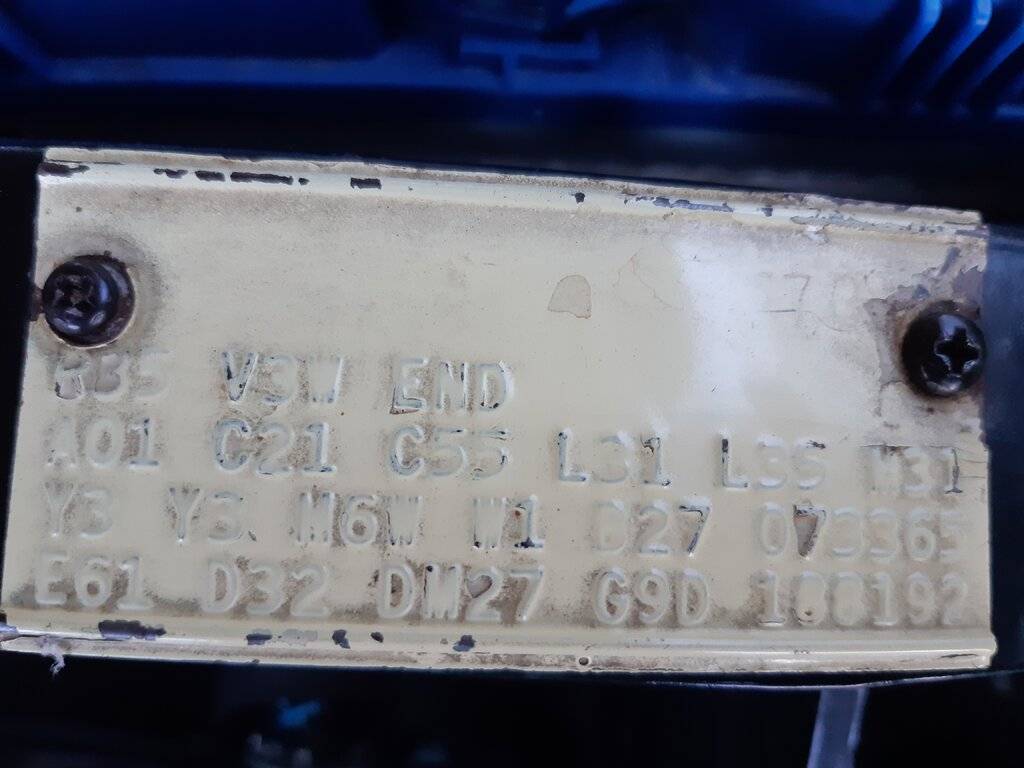 R35 V3W END
A01 C21 C55 L31 L35 M31
Y3 Y3 M6W W1 B27 073365
E61 D32 DM27 G9D 188192